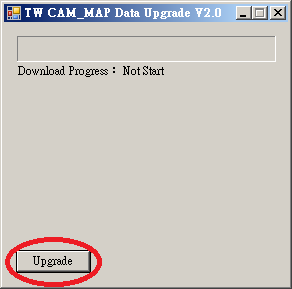 TW CAM_MAP Data Upgrade V2.0
Download Progress： Not Start
Upgrade